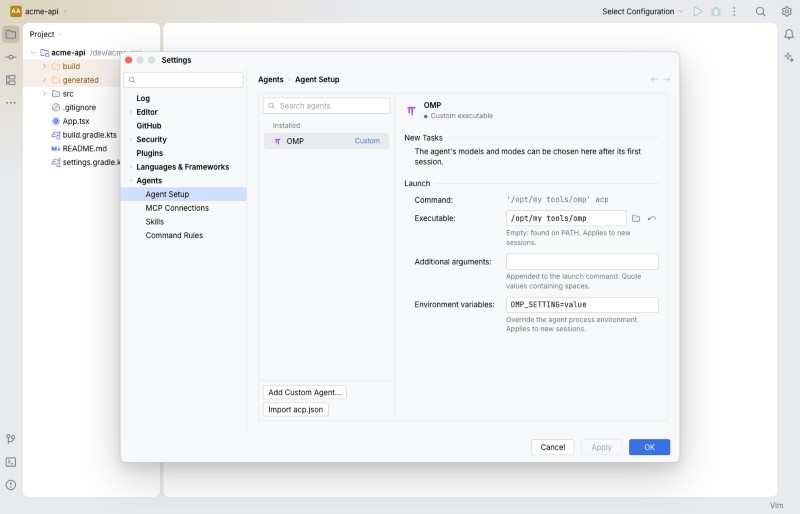 AA acme-api
Select Configuration
Project
acme-api /dev/acme-api
build
generated
src
.gitignore
App.tsx
build.gradle.kts
README.md
settings.gradle.k
Settings
Log
Editor
GitHub
Security
Plugins
Languages & Frameworks
Agents
Agent Setup
MCP Connections
Skills
Command Rules
Agents › Agent Setup
Search agents
Installed
OMP Custom
Add Custom Agent...
Import acp.json
OMP
Custom executable
New Tasks
The agent's models and modes can be chosen here after its first
session.
Launch
Command: '/opt/my tools/omp' acp
Executable: /opt/my tools/omp
Empty: found on PATH. Applies to new
sessions.
Additional arguments:
Appended to the launch command. Quote
values containing spaces.
Environment variables: OMP_SETTING=value
Override the agent process environment.
Applies to new sessions.
Cancel Apply OK
Vim